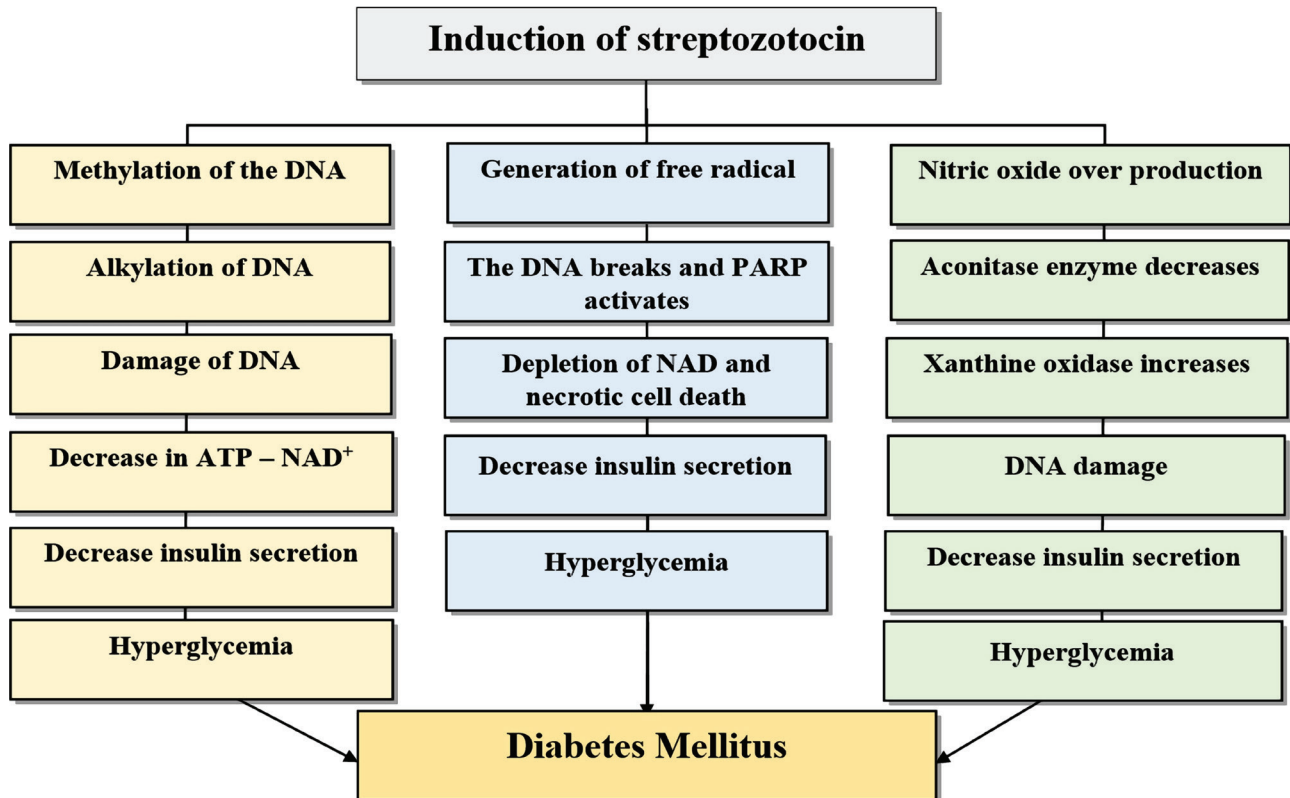 Induction of streptozotocin
Methylation of the DNA
Alkylation of DNA
Damage of DNA
Decrease in ATP – NAD⁺
Decrease insulin secretion
Hyperglycemia
Generation of free radical
The DNA breaks and PARP
activates
Depletion of NAD and
necrotic cell death
Decrease insulin secretion
Hyperglycemia
Nitric oxide over production
Aconitase enzyme decreases
Xanthine oxidase increases
DNA damage
Decrease insulin secretion
Hyperglycemia
Diabetes Mellitus